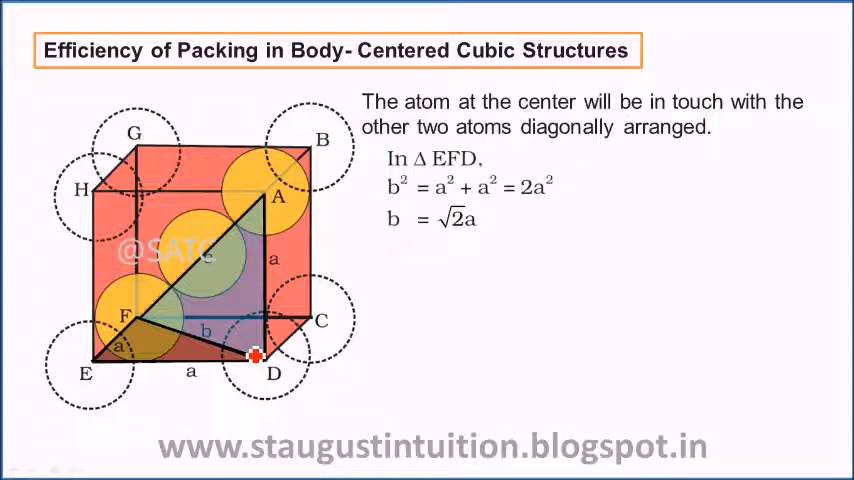 Efficiency of Packing in Body- Centered Cubic Structures
The atom at the center will be in touch with the
other two atoms diagonally arranged.
In Δ EFD,
b² = a² + a² = 2a²
b = √2a
G
B
H
A
@SATC
a
F
C
b
a
E
a
D
www.staugustintuition.blogspot.in